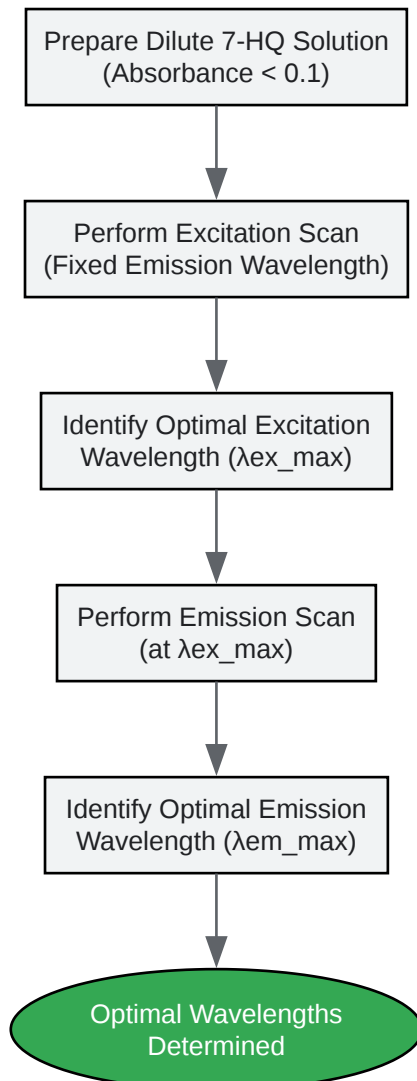 Prepare Dilute 7-HQ Solution
(Absorbance < 0.1)
Perform Excitation Scan
(Fixed Emission Wavelength)
Identify Optimal Excitation
Wavelength (λex_max)
Perform Emission Scan
(at λex_max)
Identify Optimal Emission
Wavelength (λem_max)
Optimal Wavelengths
Determined